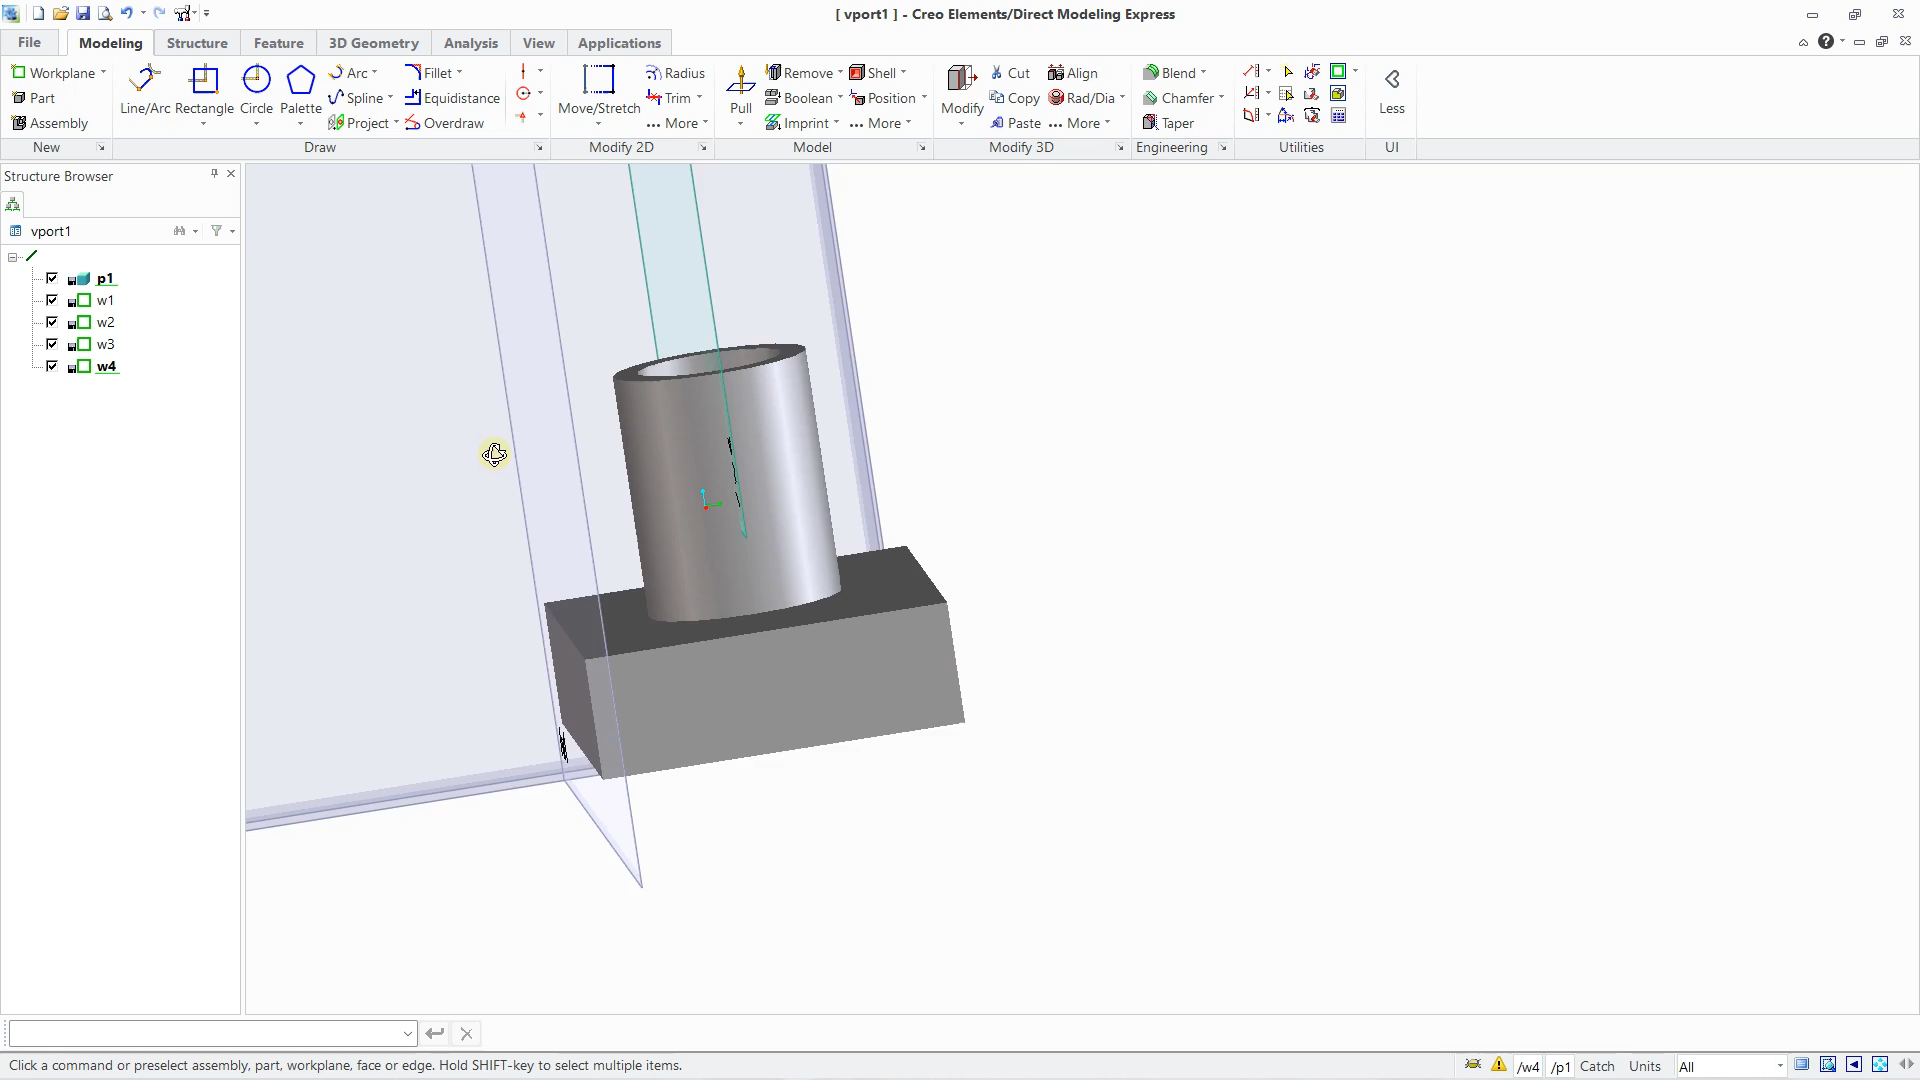 [ vport1 ] - Creo Elements/Direct Modeling Express
File Modeling Structure Feature 3D Geometry Analysis View Applications
Workplane Line/Arc Rectangle Circle Palette Arc Fillet Move/Stretch Radius Pull Remove Shell Modify Cut Align Blend Less
Part Spline Equidistance Trim Boolean Position Copy Rad/Dia Chamfer
Assembly Project Overdraw ... More Imprint ... More Paste ... More Taper
New Draw Modify 2D Model Modify 3D Engineering Utilities UI
Structure Browser
vport1
p1
w1
w2
w3
w4
Click a command or preselect assembly, part, workplane, face or edge. Hold SHIFT-key to select multiple items.
/w4 /p1 Catch Units All